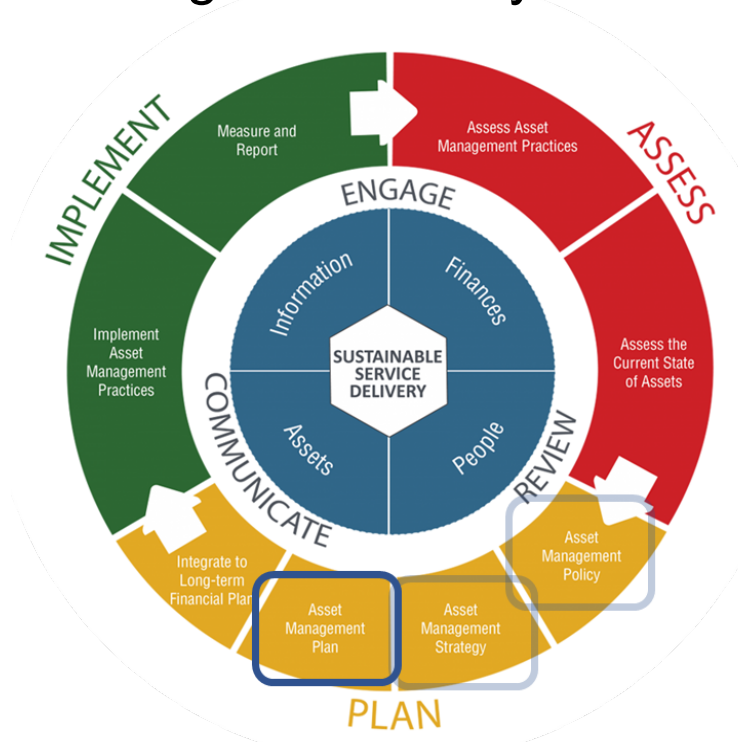 IMPLEMENT
Measure and
Report
Assess Asset
Management Practices
ASSESS
ENGAGE
Information
Finances
Implement
Asset
Management
Practices
SUSTAINABLE
SERVICE
DELIVERY
Assess the
Current State
of Assets
COMMUNICATE
Assets
People
REVIEW
Integrate to
Long-term
Financial Plan
Asset
Management
Plan
Asset
Management
Strategy
Asset
Management
Policy
PLAN